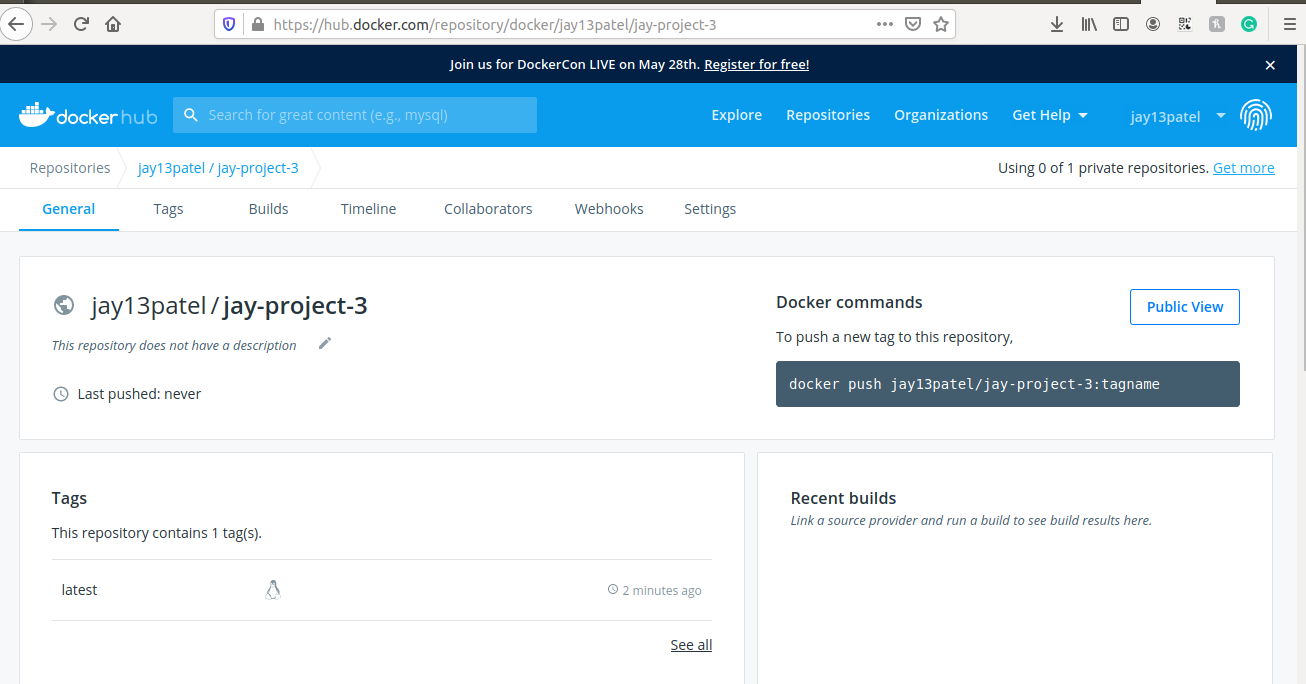 https://hub.docker.com/repository/docker/jay13patel/jay-project-3
Join us for DockerCon LIVE on May 28th. Register for free!
docker hub
Search for great content (e.g., mysql)
Explore
Repositories
Organizations
Get Help
jay13patel
Repositories
jay13patel / jay-project-3
Using 0 of 1 private repositories. Get more
General
Tags
Builds
Timeline
Collaborators
Webhooks
Settings
jay13patel / jay-project-3
This repository does not have a description
Last pushed: never
Docker commands
Public View
To push a new tag to this repository,
docker push jay13patel/jay-project-3:tagname
Tags
This repository contains 1 tag(s).
latest
2 minutes ago
See all
Recent builds
Link a source provider and run a build to see build results here.